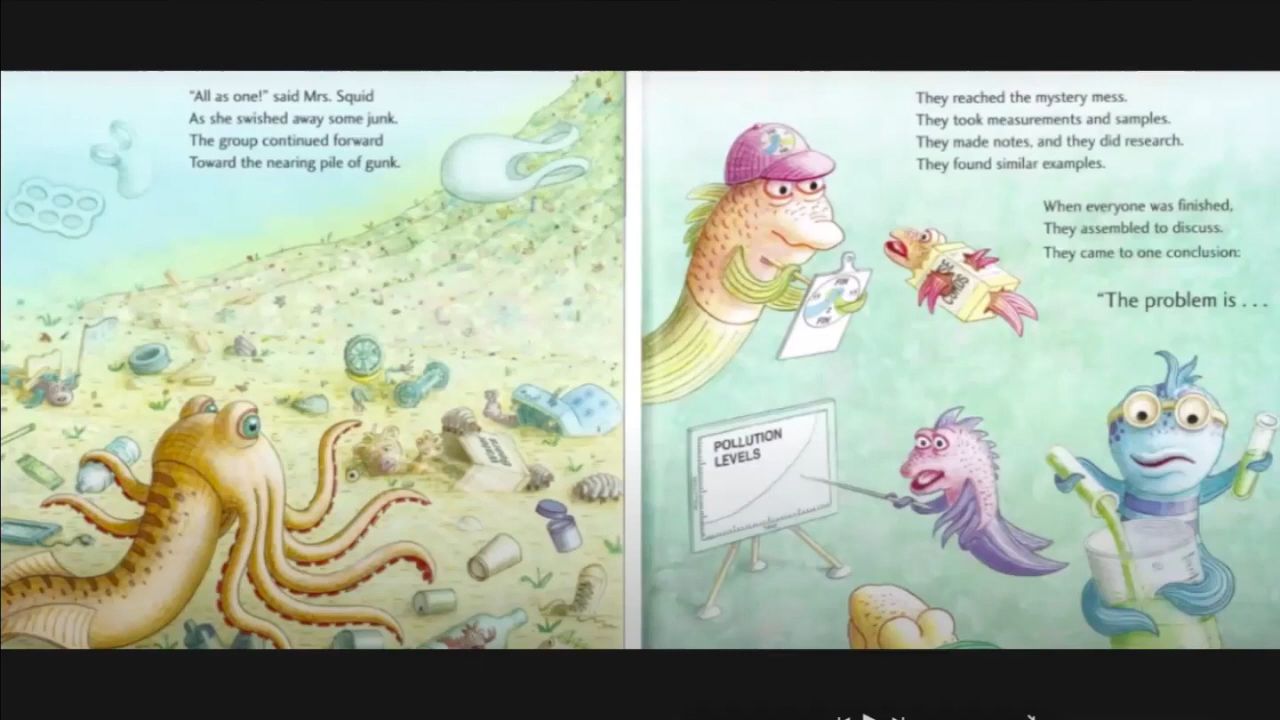 "All as one!" said Mrs. Squid
As she swished away some junk.
The group continued forward
Toward the nearing pile of gunk.
They reached the mystery mess.
They took measurements and samples.
They made notes, and they did research.
They found similar examples.
When everyone was finished,
They assembled to discuss.
They came to one conclusion:
"The problem is . . .
FIN
FIN
POLLUTION
LEVELS